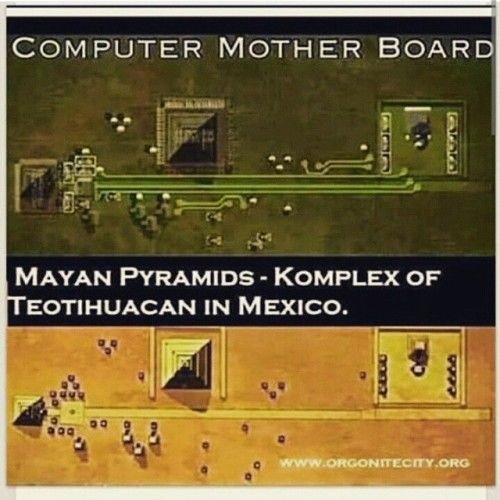 COMPUTER MOTHER BOARD
MAYAN PYRAMIDS - KOMPLEX OF
TEOTIHUACAN IN MEXICO.
WWW.ORGONITECITY.ORG